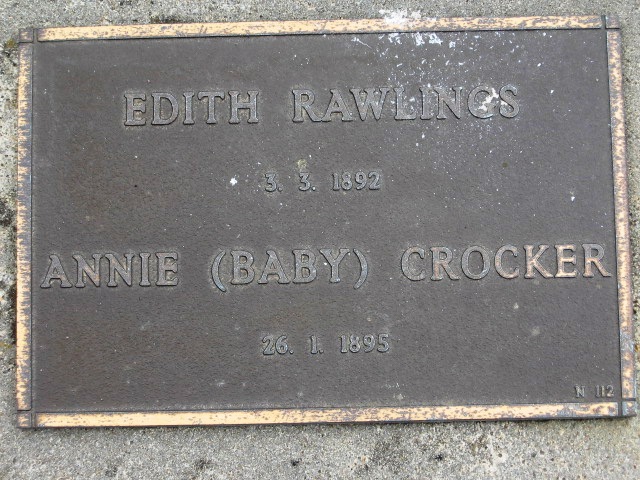 EDITH RAWLINGS
3. 3. 1892
ANNIE (BABY) CROCKER
26. 1. 1895
N 112